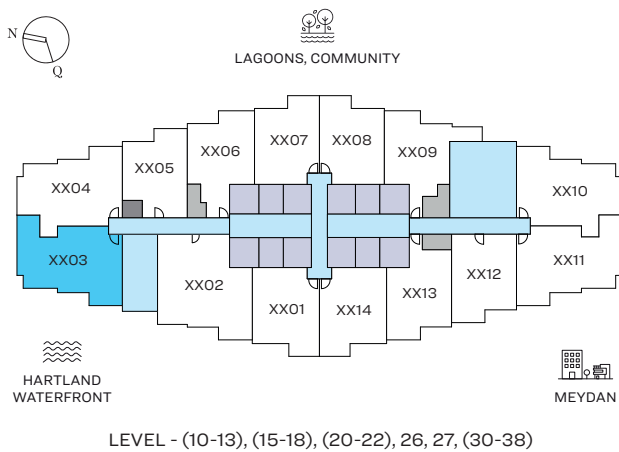 N
Q
LAGOONS, COMMUNITY
XX07
XX08
XX06
XX09
XX05
XX04
XX10
XX03
XX02
XX01
XX14
XX13
XX12
XX11
HARTLAND
WATERFRONT
MEYDAN
LEVEL - (10-13), (15-18), (20-22), 26, 27, (30-38)